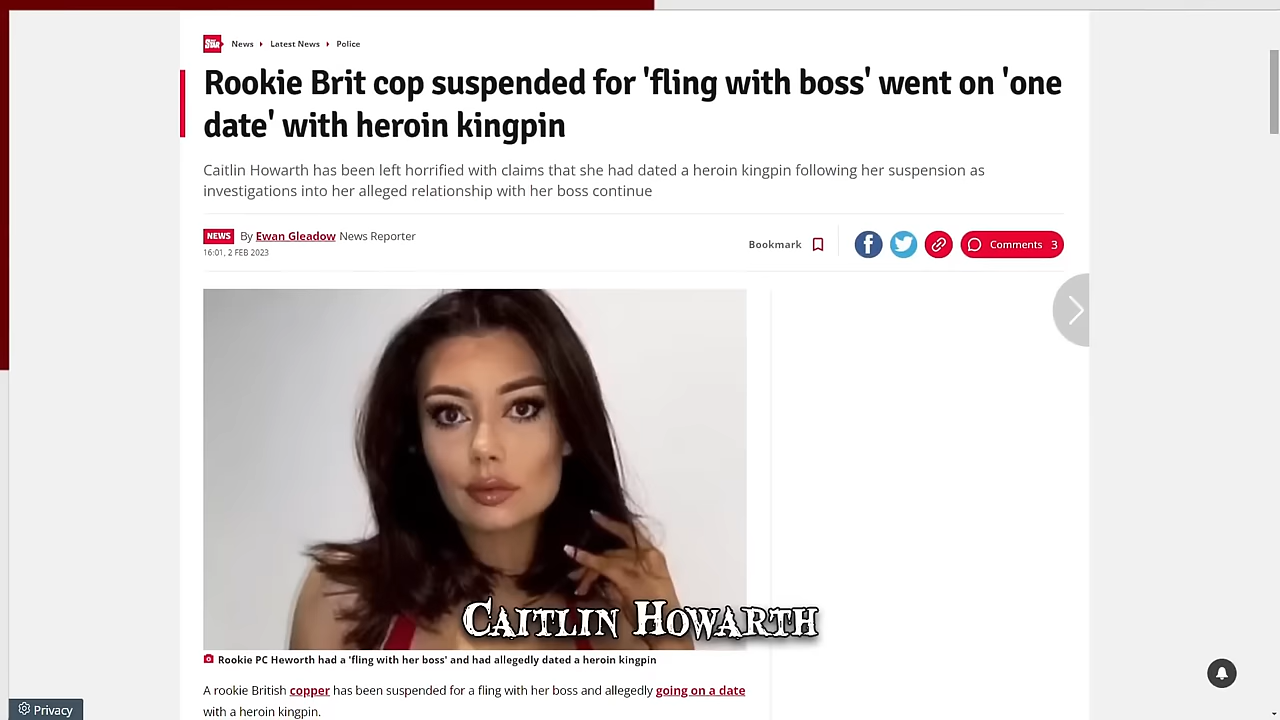 STAR News Latest News Police
Rookie Brit cop suspended for 'fling with boss' went on 'one
date' with heroin kingpin
Caitlin Howarth has been left horrified with claims that she had dated a heroin kingpin following her suspension as
investigations into her alleged relationship with her boss continue
NEWS By Ewan Gleadow News Reporter
16:01, 2 FEB 2023
Bookmark
Comments 3
CAITLIN HOWARTH
Rookie PC Heworth had a 'fling with her boss' and had allegedly dated a heroin kingpin
A rookie British copper has been suspended for a fling with her boss and allegedly going on a date
with a heroin kingpin.
Privacy